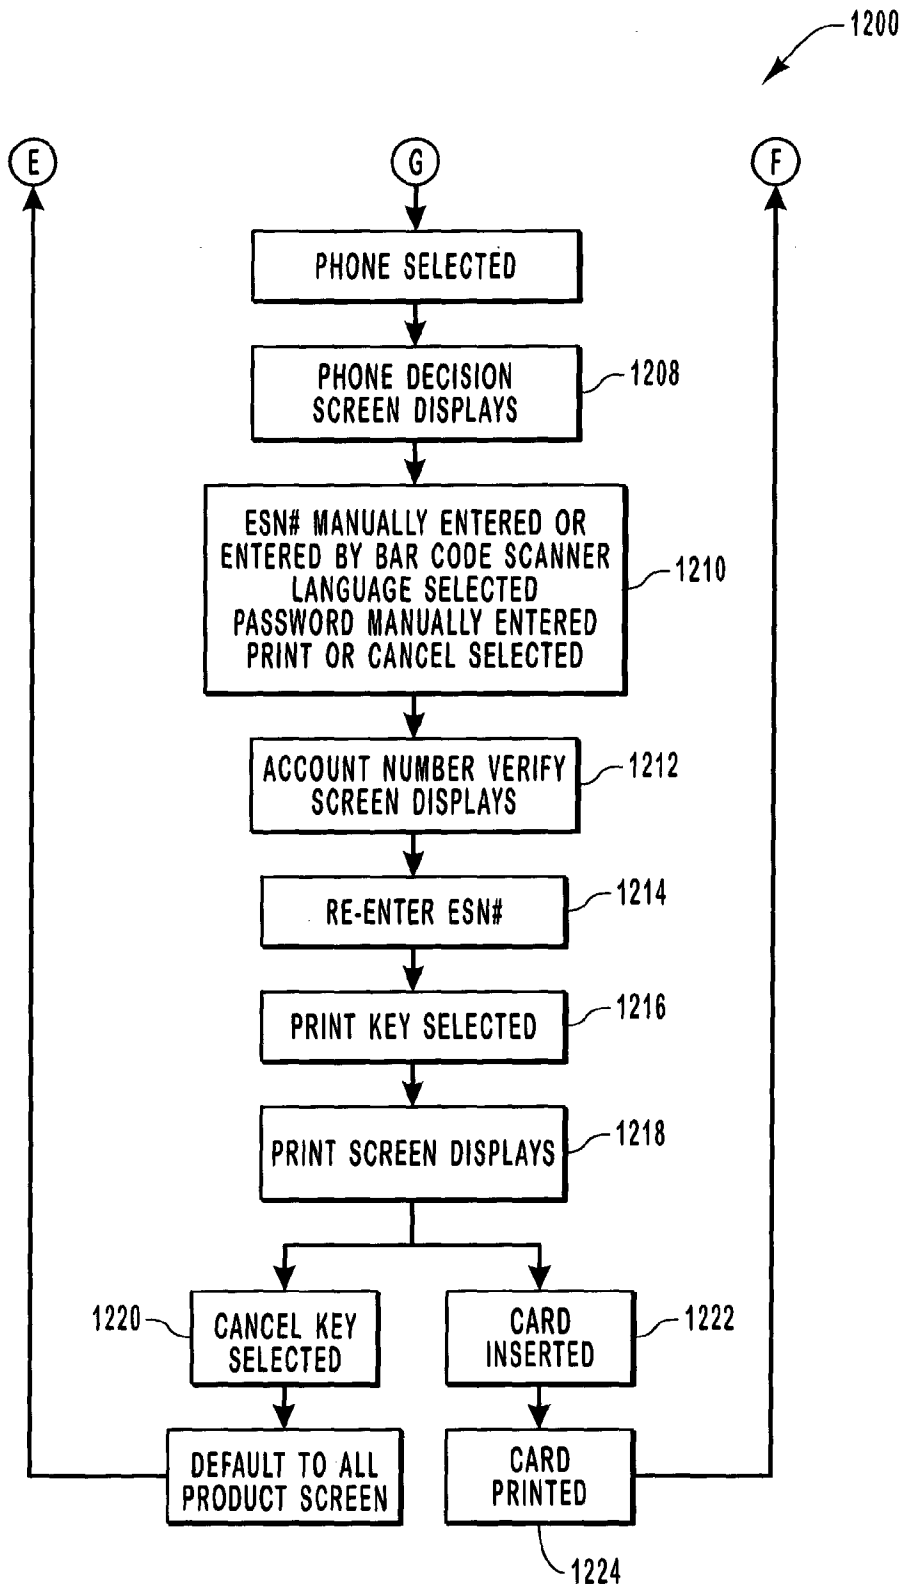 1200
E
G
F
PHONE SELECTED
PHONE DECISION
SCREEN DISPLAYS
1208
ESN# MANUALLY ENTERED OR
ENTERED BY BAR CODE SCANNER
LANGUAGE SELECTED
PASSWORD MANUALLY ENTERED
PRINT OR CANCEL SELECTED
1210
ACCOUNT NUMBER VERIFY
SCREEN DISPLAYS
1212
RE-ENTER ESN#
1214
PRINT KEY SELECTED
1216
PRINT SCREEN DISPLAYS
1218
1220
CANCEL KEY
SELECTED
CARD
INSERTED
1222
DEFAULT TO ALL
PRODUCT SCREEN
CARD
PRINTED
1224